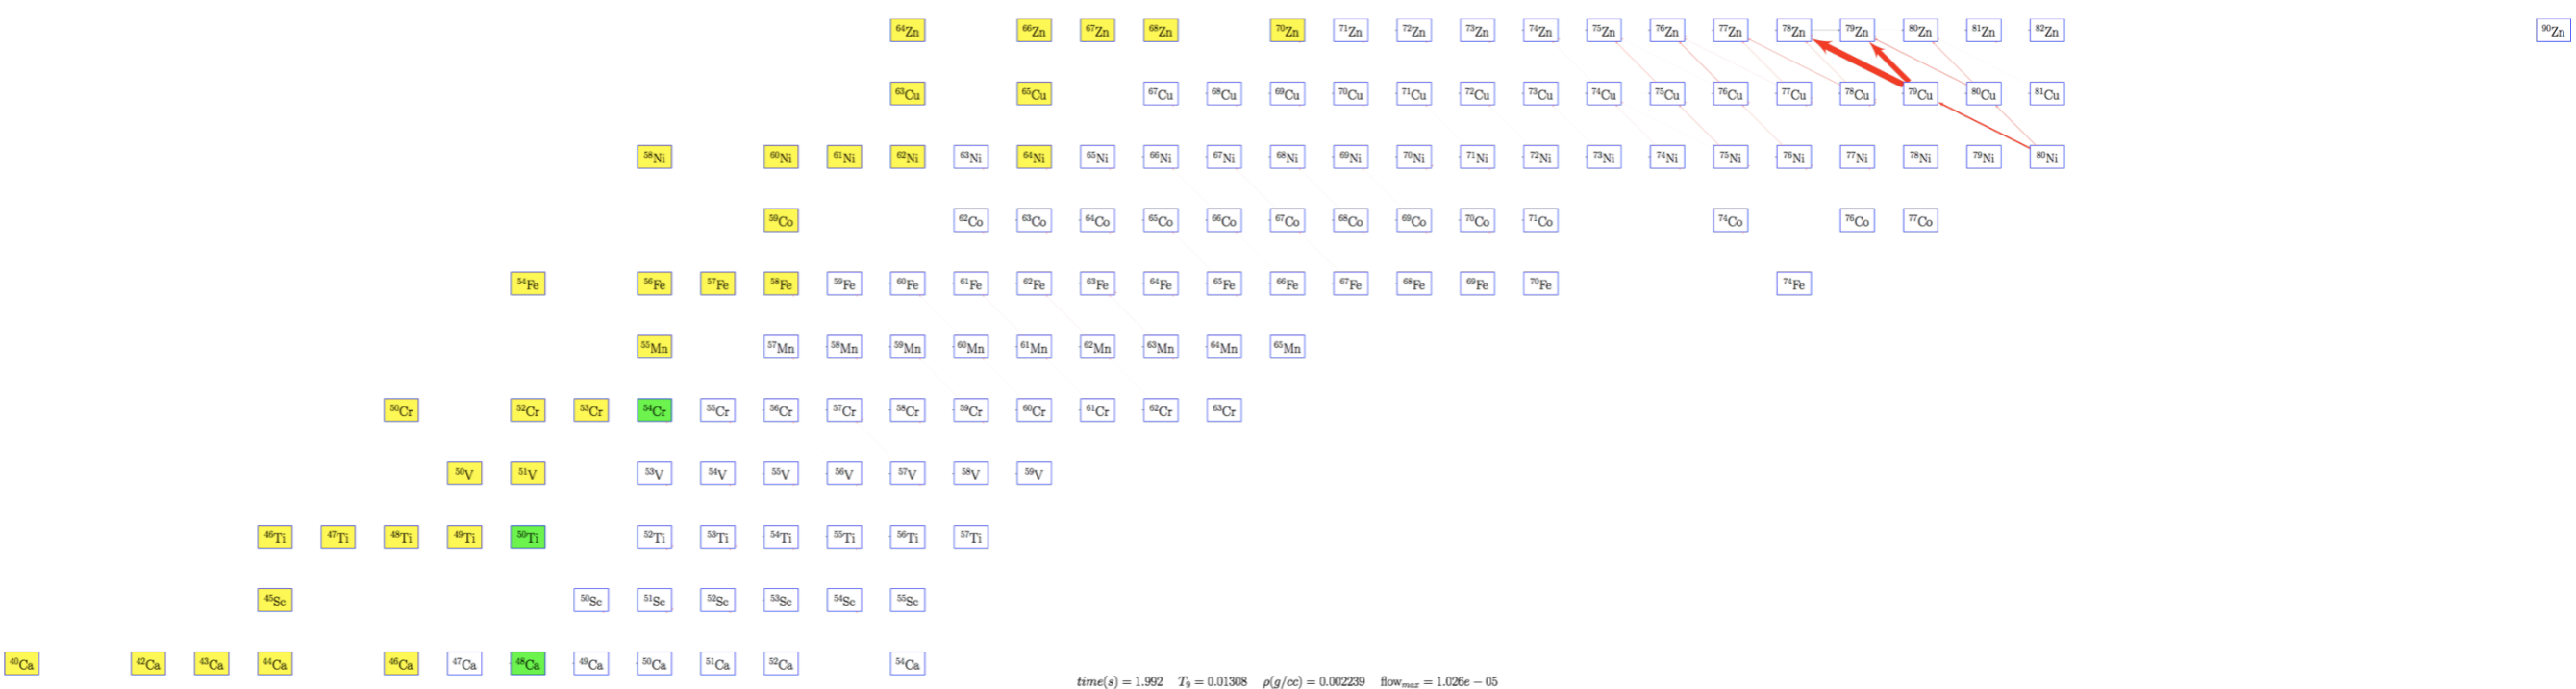 ⁶⁴Zn ⁶⁶Zn ⁶⁷Zn ⁶⁸Zn ⁷⁰Zn ⁷¹Zn ⁷²Zn ⁷³Zn ⁷⁴Zn ⁷⁵Zn ⁷⁶Zn ⁷⁷Zn ⁷⁸Zn ⁷⁹Zn ⁸⁰Zn ⁸¹Zn ⁸²Zn ⁹⁰Zn
⁶³Cu ⁶⁵Cu ⁶⁷Cu ⁶⁸Cu ⁶⁹Cu ⁷⁰Cu ⁷¹Cu ⁷²Cu ⁷³Cu ⁷⁴Cu ⁷⁵Cu ⁷⁶Cu ⁷⁷Cu ⁷⁸Cu ⁷⁹Cu ⁸⁰Cu ⁸¹Cu
⁵⁸Ni ⁶⁰Ni ⁶¹Ni ⁶²Ni ⁶³Ni ⁶⁴Ni ⁶⁵Ni ⁶⁶Ni ⁶⁷Ni ⁶⁸Ni ⁶⁹Ni ⁷⁰Ni ⁷¹Ni ⁷²Ni ⁷³Ni ⁷⁴Ni ⁷⁵Ni ⁷⁶Ni ⁷⁷Ni ⁷⁸Ni ⁷⁹Ni ⁸⁰Ni
⁵⁹Co ⁶²Co ⁶³Co ⁶⁴Co ⁶⁵Co ⁶⁶Co ⁶⁷Co ⁶⁸Co ⁶⁹Co ⁷⁰Co ⁷¹Co ⁷⁴Co ⁷⁶Co ⁷⁷Co
⁵⁴Fe ⁵⁶Fe ⁵⁷Fe ⁵⁸Fe ⁵⁹Fe ⁶⁰Fe ⁶¹Fe ⁶²Fe ⁶³Fe ⁶⁴Fe ⁶⁵Fe ⁶⁶Fe ⁶⁷Fe ⁶⁸Fe ⁶⁹Fe ⁷⁰Fe ⁷⁴Fe
⁵⁵Mn ⁵⁷Mn ⁵⁸Mn ⁵⁹Mn ⁶⁰Mn ⁶¹Mn ⁶²Mn ⁶³Mn ⁶⁴Mn ⁶⁵Mn
⁵⁰Cr ⁵²Cr ⁵³Cr ⁵⁴Cr ⁵⁵Cr ⁵⁶Cr ⁵⁷Cr ⁵⁸Cr ⁵⁹Cr ⁶⁰Cr ⁶¹Cr ⁶²Cr ⁶³Cr
⁵⁰V ⁵¹V ⁵³V ⁵⁴V ⁵⁵V ⁵⁶V ⁵⁷V ⁵⁸V ⁵⁹V
⁴⁶Ti ⁴⁷Ti ⁴⁸Ti ⁴⁹Ti ⁵⁰Ti ⁵²Ti ⁵³Ti ⁵⁴Ti ⁵⁵Ti ⁵⁶Ti ⁵⁷Ti
⁴⁵Sc ⁵⁰Sc ⁵¹Sc ⁵²Sc ⁵³Sc ⁵⁴Sc ⁵⁵Sc
⁴⁰Ca ⁴²Ca ⁴³Ca ⁴⁴Ca ⁴⁶Ca ⁴⁷Ca ⁴⁸Ca ⁴⁹Ca ⁵⁰Ca ⁵¹Ca ⁵²Ca ⁵⁴Ca
time(s) = 1.992 T₉ = 0.01308 ρ(g/cc) = 0.002239 flowₘₐₓ = 1.026e − 05